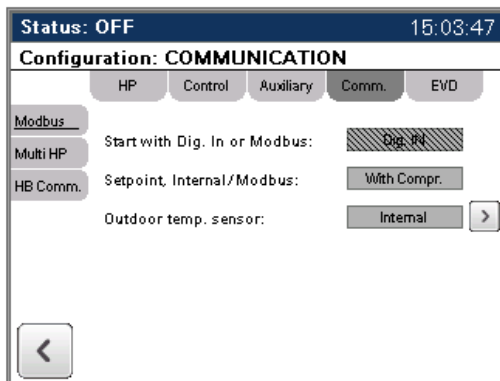 Status: OFF 15:03:47
Configuration: COMMUNICATION
HP Control Auxiliary Comm. EVD
Modbus
Multi HP
HB Comm.
Start with Dig. In or Modbus: Dig. IN
Setpoint, Internal/Modbus: With Compr.
Outdoor temp. sensor: Internal >
<